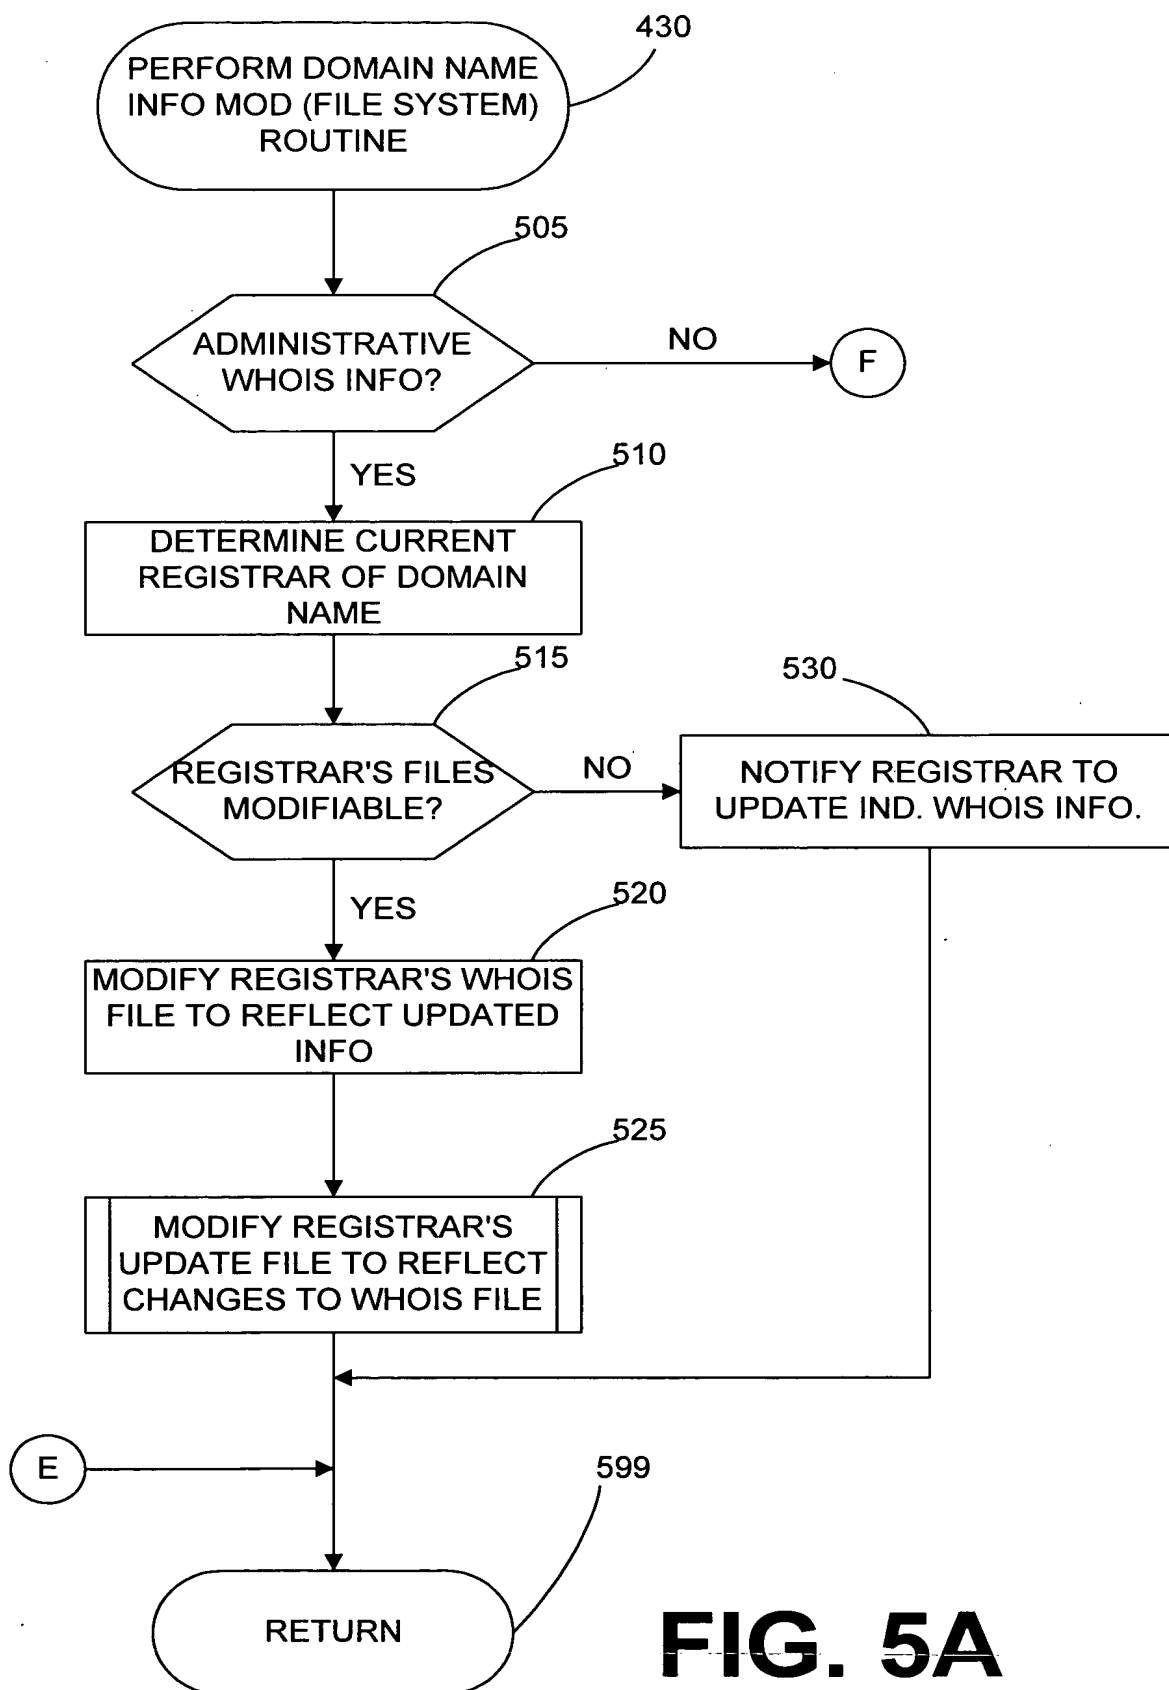 430
PERFORM DOMAIN NAME
INFO MOD (FILE SYSTEM)
ROUTINE
505
ADMINISTRATIVE
WHOIS INFO?
NO
F
YES
510
DETERMINE CURRENT
REGISTRAR OF DOMAIN
NAME
515
REGISTRAR'S FILES
MODIFIABLE?
NO
530
NOTIFY REGISTRAR TO
UPDATE IND. WHOIS INFO.
YES
520
MODIFY REGISTRAR'S WHOIS
FILE TO REFLECT UPDATED
INFO
525
MODIFY REGISTRAR'S
UPDATE FILE TO REFLECT
CHANGES TO WHOIS FILE
E
599
RETURN
FIG. 5A